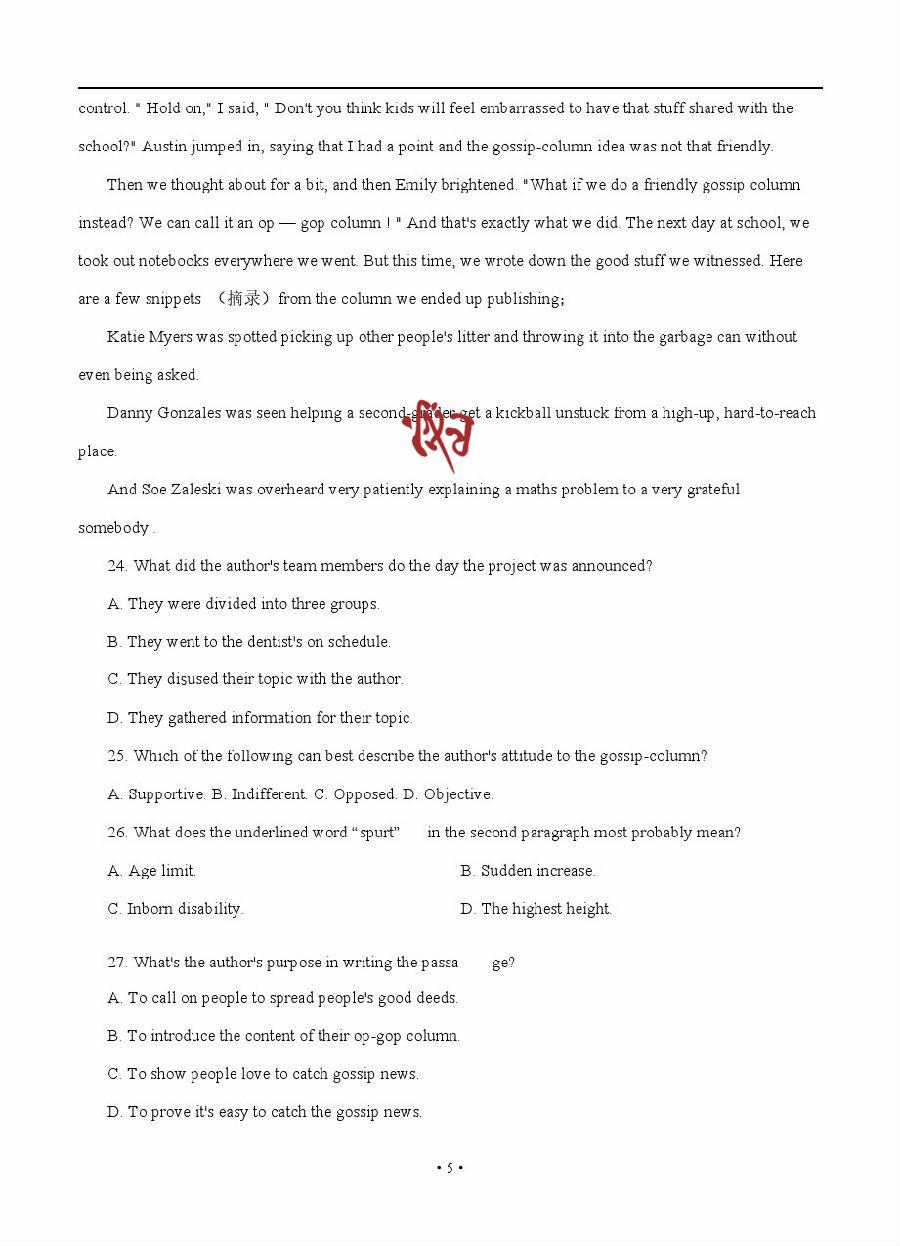 control. " Hold on," I said, " Don't you think kids will feel embarrassed to have that stuff shared with the
school?" Austin jumped in, saying that I had a point and the gossip-column idea was not that friendly.
Then we thought about for a bit, and then Emily brightened. "What if we do a friendly gossip column
instead? We can call it an op — gop column ! " And that's exactly what we did. The next day at school, we
took out notebocks everywhere we went. But this time, we wrote down the good stuff we witnessed. Here
are a few snippets （摘录）from the column we ended up publishing;
Katie Myers was spotted picking up other people's litter and throwing it into the garbage can without
even being asked.
Danny Gonzales was seen helping a second-grader get a kickball unstuck from a high-up, hard-to-reach
place.
And Soe Zaleski was overheard very patiently explaining a maths problem to a very grateful
somebody .
24. What did the author's team members do the day the project was announced?
A. They were divided into three groups.
B. They went to the dentist's on schedule.
C. They disused their topic with the author.
D. They gathered information for their topic.
25. Which of the following can best describe the author's attitude to the gossip-cclumn?
A. Supportive. B. Indifferent. C. Opposed. D. Objective.
26. What does the underlined word “spurt” in the second paragraph most probably mean?
A. Age limit. B. Sudden increase.
C. Inborn disability. D. The highest height.
27. What's the author's purpose in writing the passa ge?
A. To call on people to spread people's good deeds.
B. To introduce the content of their op-gop column.
C. To show people love to catch gossip news.
D. To prove it's easy to catch the gossip news.
• 5 •